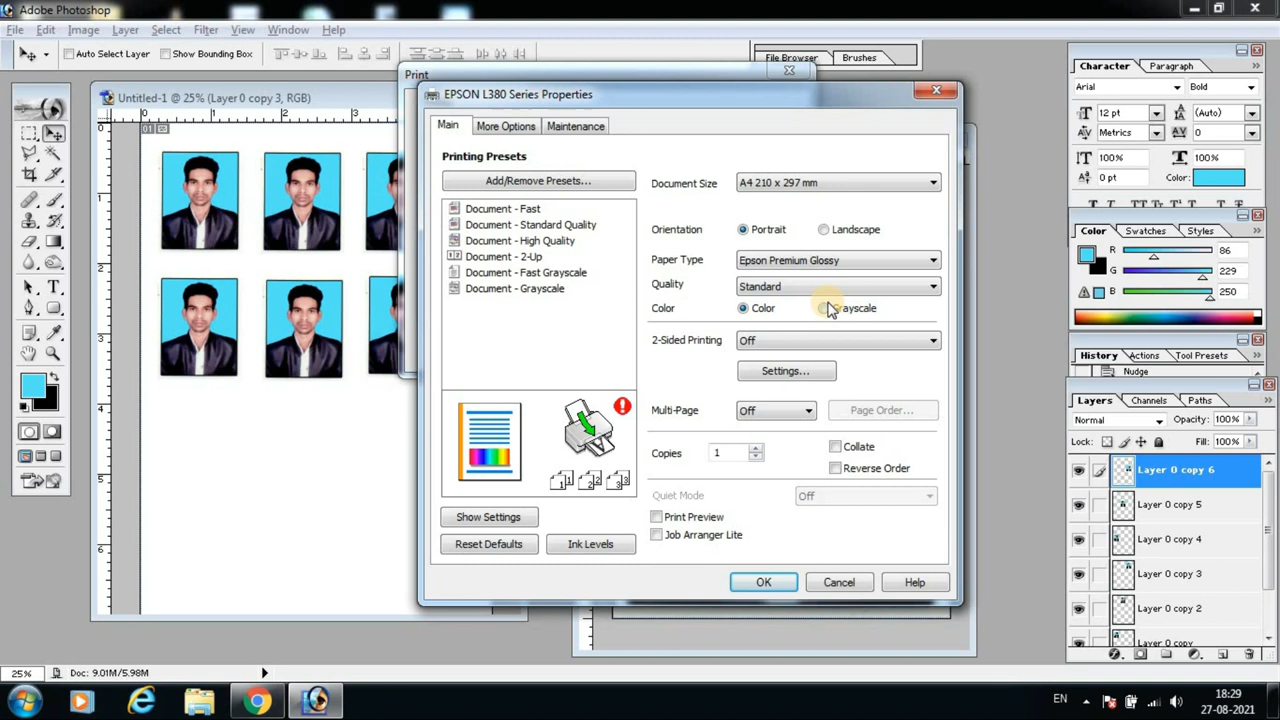 Adobe Photoshop
File Edit Image Layer Select Filter View Window Help
Auto Select Layer Show Bounding Box
File Browser Brushes
Untitled-1 @ 25% (Layer 0 copy 3, RGB)
Print
EPSON L380 Series Properties
Main More Options Maintenance
Printing Presets
Add/Remove Presets...
Document - Fast
Document - Standard Quality
Document - High Quality
Document - 2-Up
Document - Fast Grayscale
Document - Grayscale
Show Settings
Reset Defaults Ink Levels
Document Size A4 210 x 297 mm
Orientation Portrait Landscape
Paper Type Epson Premium Glossy
Quality Standard
Color Color
2-Sided Printing Off
Settings...
Multi-Page Off Page Order...
Copies 1 Collate
Reverse Order
Quiet Mode Off
Print Preview
Job Arranger Lite
OK Cancel Help
Character Paragraph
Arial Bold
12 pt (Auto)
Metrics 0
100% 100%
0 pt Color:
Color Swatches Styles
R 86
G 229
B 250
History Actions Tool Presets
Nudge
Layers Channels Paths
Normal Opacity: 100%
Lock: Fill: 100%
Layer 0 copy 6
Layer 0 copy 5
Layer 0 copy 4
Layer 0 copy 3
Layer 0 copy 2
Layer 0 copy
25% Doc: 9.01M/5.98M
EN 18:29
27-08-2021